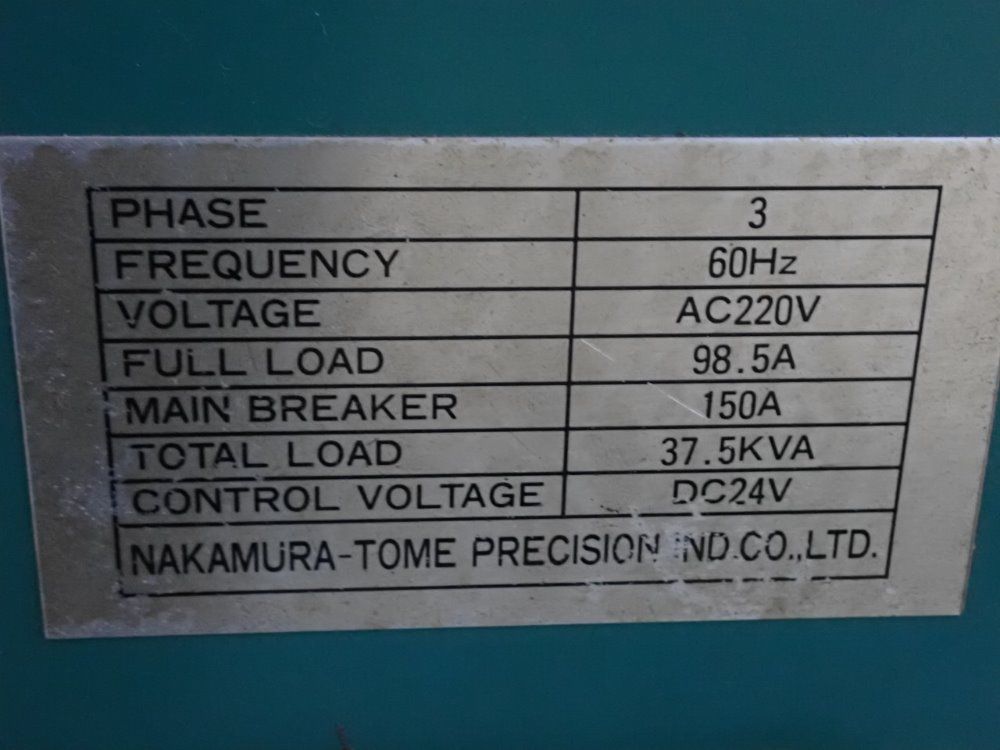 PHASE 3
FREQUENCY 60Hz
VOLTAGE AC220V
FULL LOAD 98.5A
MAIN BREAKER 150A
TOTAL LOAD 37.5KVA
CONTROL VOLTAGE DC24V
NAKAMURA-TOME PRECISION IND.CO.,LTD.